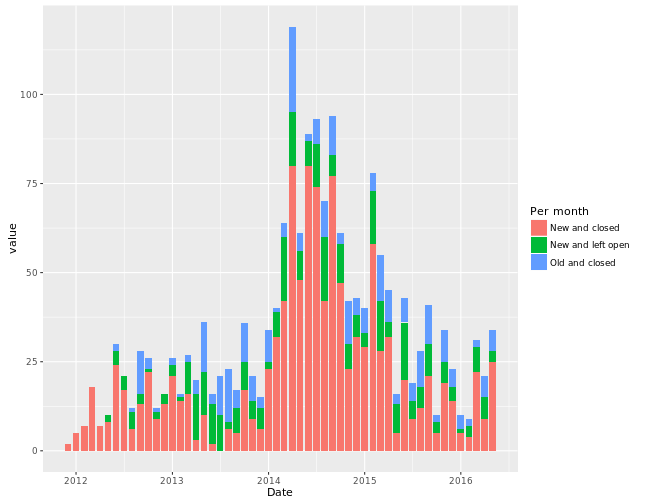 value
100
75
50
25
0
2012
2013
2014
2015
2016
Date
Per month
New and closed
New and left open
Old and closed